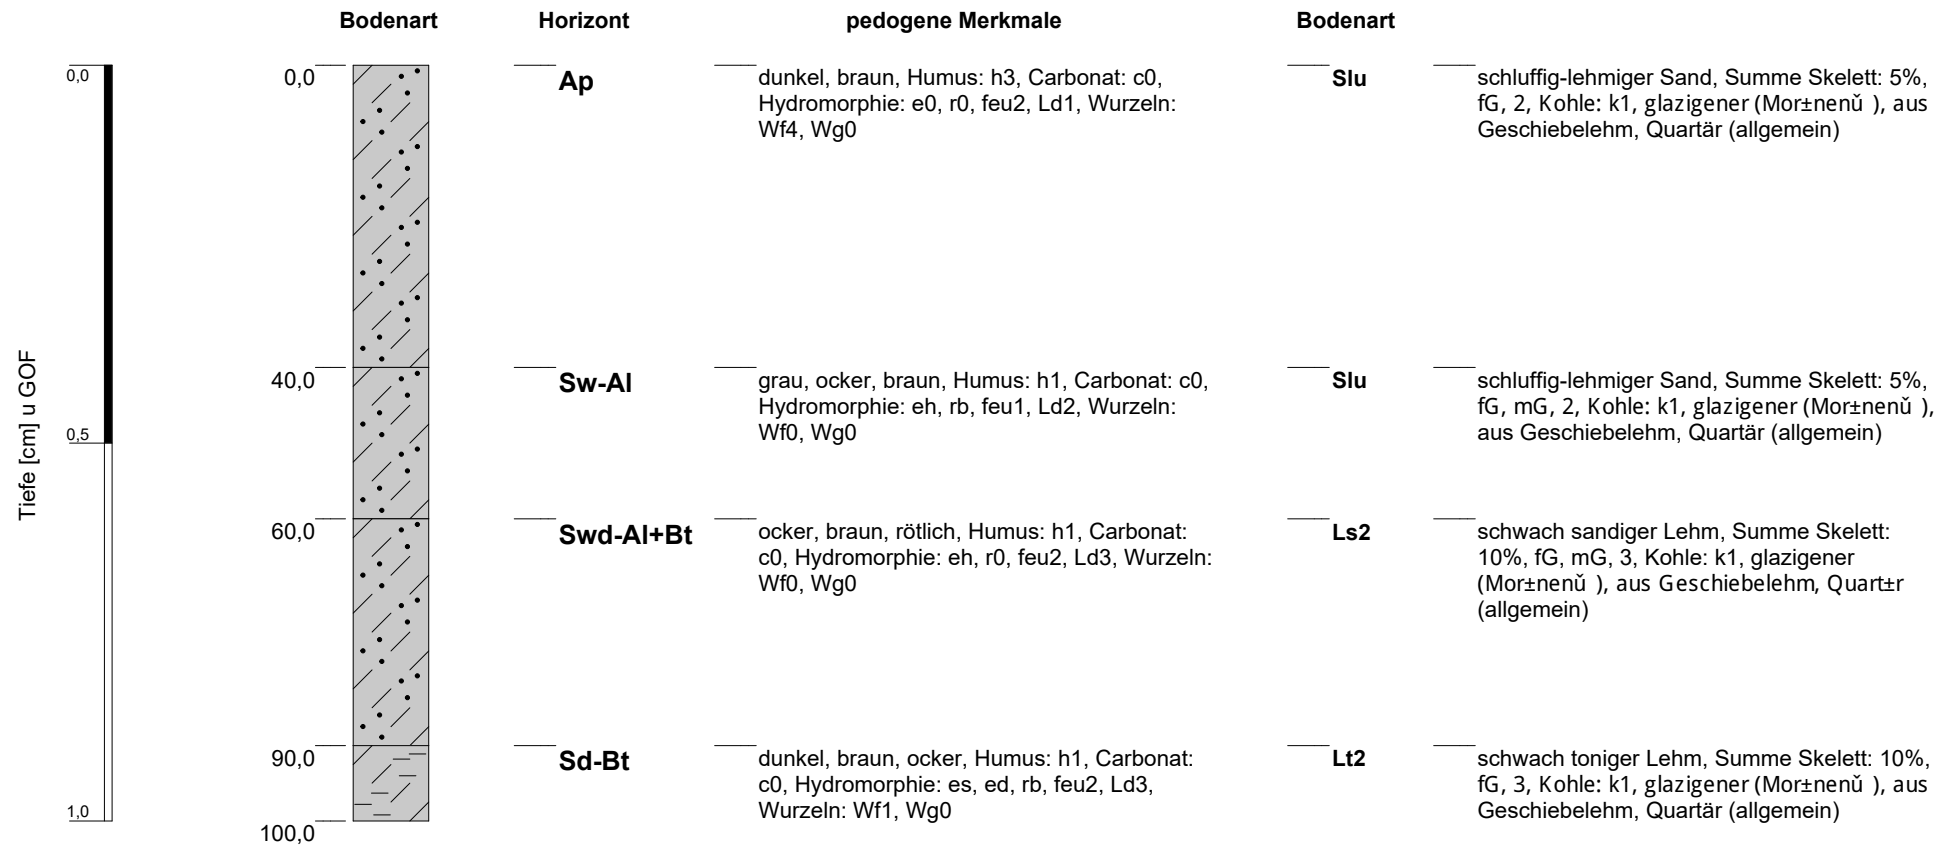 Bodenart Horizont pedogene Merkmale Bodenart
Tiefe [cm] u GOF
0,0
0,5
1,0
0,0 Ap
dunkel, braun, Humus: h3, Carbonat: c0,
Hydromorphie: e0, r0, feu2, Ld1, Wurzeln:
Wf4, Wg0
Slu
schluffig-lehmiger Sand, Summe Skelett: 5%,
fG, 2, Kohle: k1, glazigener (Mor±nenŭ ), aus
Geschiebelehm, Quartär (allgemein)
40,0 Sw-Al
grau, ocker, braun, Humus: h1, Carbonat: c0,
Hydromorphie: eh, rb, feu1, Ld2, Wurzeln:
Wf0, Wg0
Slu
schluffig-lehmiger Sand, Summe Skelett: 5%,
fG, mG, 2, Kohle: k1, glazigener (Mor±nenŭ ),
aus Geschiebelehm, Quartär (allgemein)
60,0 Swd-Al+Bt
ocker, braun, rötlich, Humus: h1, Carbonat:
c0, Hydromorphie: eh, r0, feu2, Ld3, Wurzeln:
Wf0, Wg0
Ls2
schwach sandiger Lehm, Summe Skelett:
10%, fG, mG, 3, Kohle: k1, glazigener
(Mor±nenŭ ), aus Geschiebelehm, Quart±r
(allgemein)
90,0 Sd-Bt
dunkel, braun, ocker, Humus: h1, Carbonat:
c0, Hydromorphie: es, ed, rb, feu2, Ld3,
Wurzeln: Wf1, Wg0
Lt2
schwach toniger Lehm, Summe Skelett: 10%,
fG, 3, Kohle: k1, glazigener (Mor±nenŭ ), aus
Geschiebelehm, Quartär (allgemein)
100,0